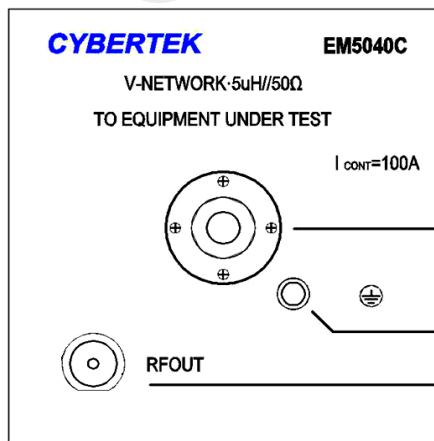 CYBERTEK EM5040C
V-NETWORK·5uH//50Ω
TO EQUIPMENT UNDER TEST
I CONT=100A
RFOUT